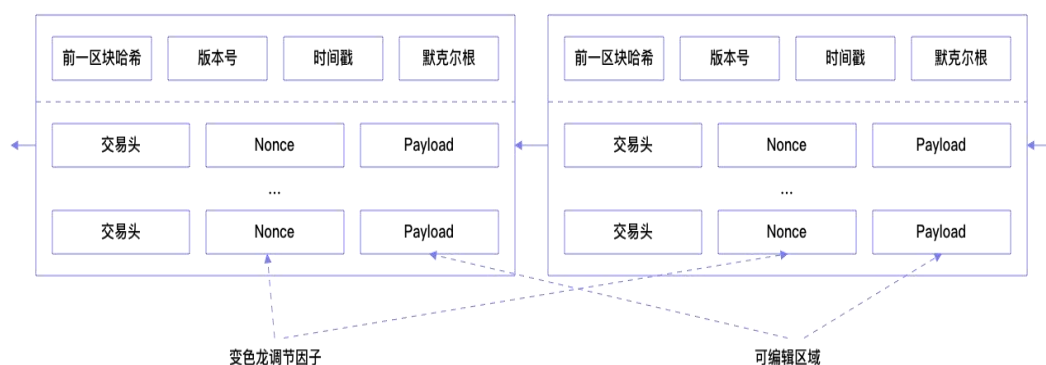 前一区块哈希 版本号 时间戳 默克尔根 前一区块哈希 版本号 时间戳 默克尔根
交易头 Nonce Payload 交易头 Nonce Payload
... ...
交易头 Nonce Payload 交易头 Nonce Payload
变色龙调节因子 可编辑区域